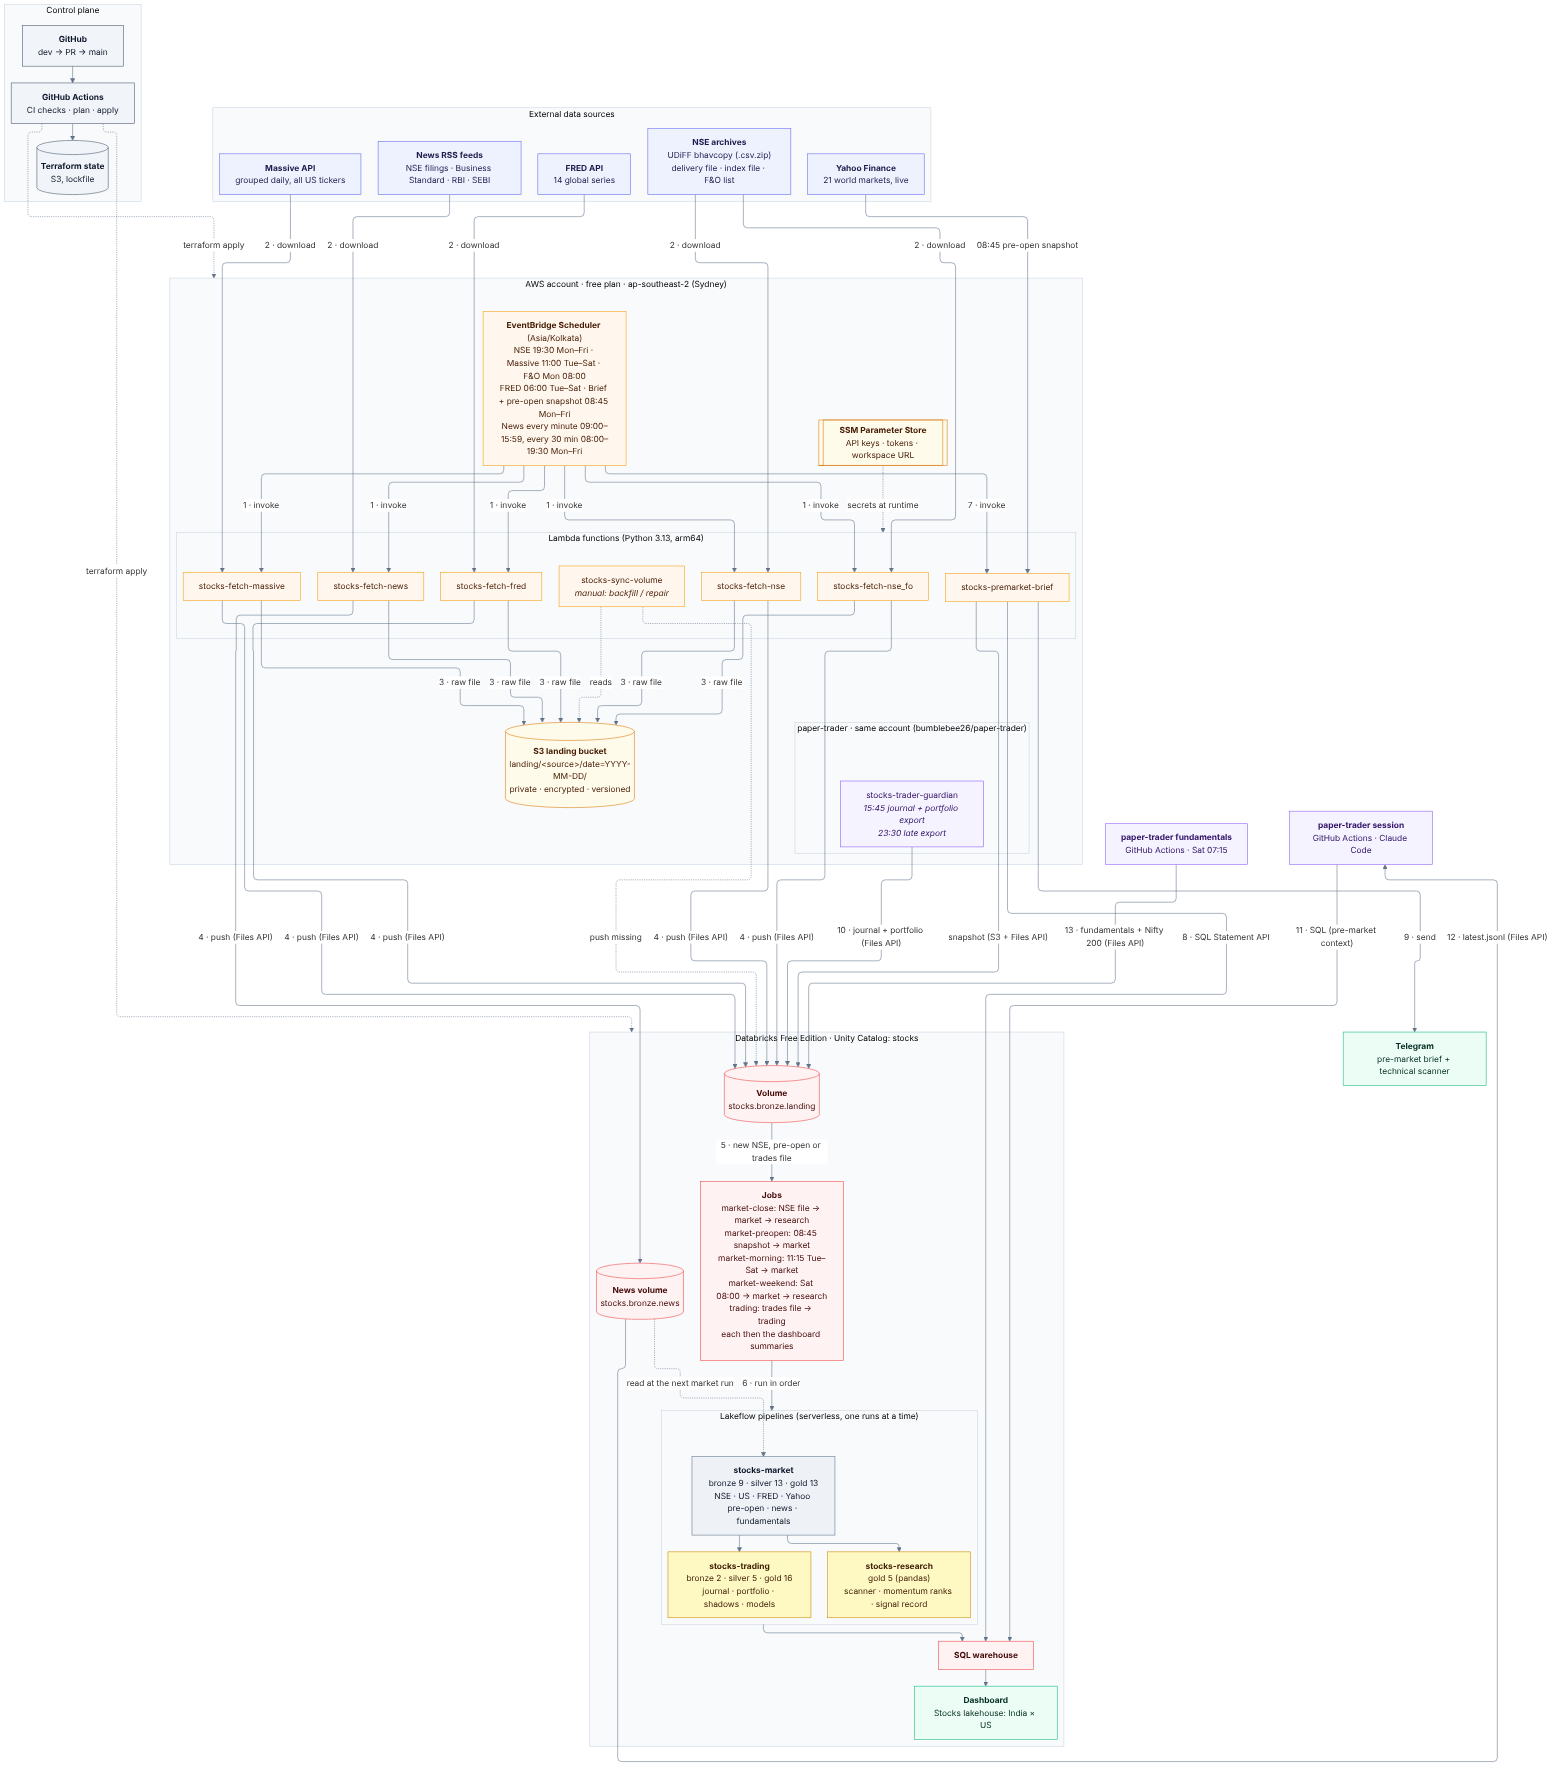 Control plane
GitHub
dev → PR → main
GitHub Actions
CI checks · plan · apply
Terraform state
S3, lockfile
External data sources
Massive API
grouped daily, all US tickers
News RSS feeds
NSE filings · Business
Standard · RBI · SEBI
FRED API
14 global series
NSE archives
UDiFF bhavcopy (.csv.zip)
delivery file · index file ·
F&O list
Yahoo Finance
21 world markets, live
terraform apply
2 · download
2 · download
2 · download
2 · download
2 · download
08:45 pre-open snapshot
AWS account · free plan · ap-southeast-2 (Sydney)
EventBridge Scheduler
(Asia/Kolkata)
NSE 19:30 Mon–Fri ·
Massive 11:00 Tue–Sat ·
F&O Mon 08:00
FRED 06:00 Tue–Sat · Brief
+ pre-open snapshot 08:45
Mon–Fri
News every minute 09:00–
15:59, every 30 min 08:00–
19:30 Mon–Fri
SSM Parameter Store
API keys · tokens ·
workspace URL
1 · invoke
1 · invoke
1 · invoke
1 · invoke
1 · invoke
secrets at runtime
7 · invoke
terraform apply
Lambda functions (Python 3.13, arm64)
stocks-fetch-massive
stocks-fetch-news
stocks-fetch-fred
stocks-sync-volume
manual: backfill / repair
stocks-fetch-nse
stocks-fetch-nse_fo
stocks-premarket-brief
3 · raw file
3 · raw file
3 · raw file
reads
3 · raw file
3 · raw file
S3 landing bucket
landing/<source>/date=YYYY-
MM-DD/
private · encrypted · versioned
paper-trader · same account (bumblebee26/paper-trader)
stocks-trader-guardian
15:45 journal + portfolio
export
23:30 late export
paper-trader fundamentals
GitHub Actions · Sat 07:15
paper-trader session
GitHub Actions · Claude
Code
4 · push (Files API)
4 · push (Files API)
4 · push (Files API)
push missing
4 · push (Files API)
4 · push (Files API)
10 · journal + portfolio
(Files API)
snapshot (S3 + Files API)
13 · fundamentals + Nifty
200 (Files API)
8 · SQL Statement API
11 · SQL (pre-market
context)
9 · send
12 · latest.jsonl (Files API)
Databricks Free Edition · Unity Catalog: stocks
Telegram
pre-market brief +
technical scanner
Volume
stocks.bronze.landing
5 · new NSE, pre-open or
trades file
Jobs
market-close: NSE file →
market → research
market-preopen: 08:45
snapshot → market
market-morning: 11:15 Tue–
Sat → market
market-weekend: Sat
08:00 → market → research
trading: trades file →
trading
each then the dashboard
summaries
News volume
stocks.bronze.news
read at the next market run
6 · run in order
Lakeflow pipelines (serverless, one runs at a time)
stocks-market
bronze 9 · silver 13 · gold 13
NSE · US · FRED · Yahoo
pre-open · news ·
fundamentals
stocks-trading
bronze 2 · silver 5 · gold 16
journal · portfolio ·
shadows · models
stocks-research
gold 5 (pandas)
scanner · momentum ranks
· signal record
SQL warehouse
Dashboard
Stocks lakehouse: India ×
US